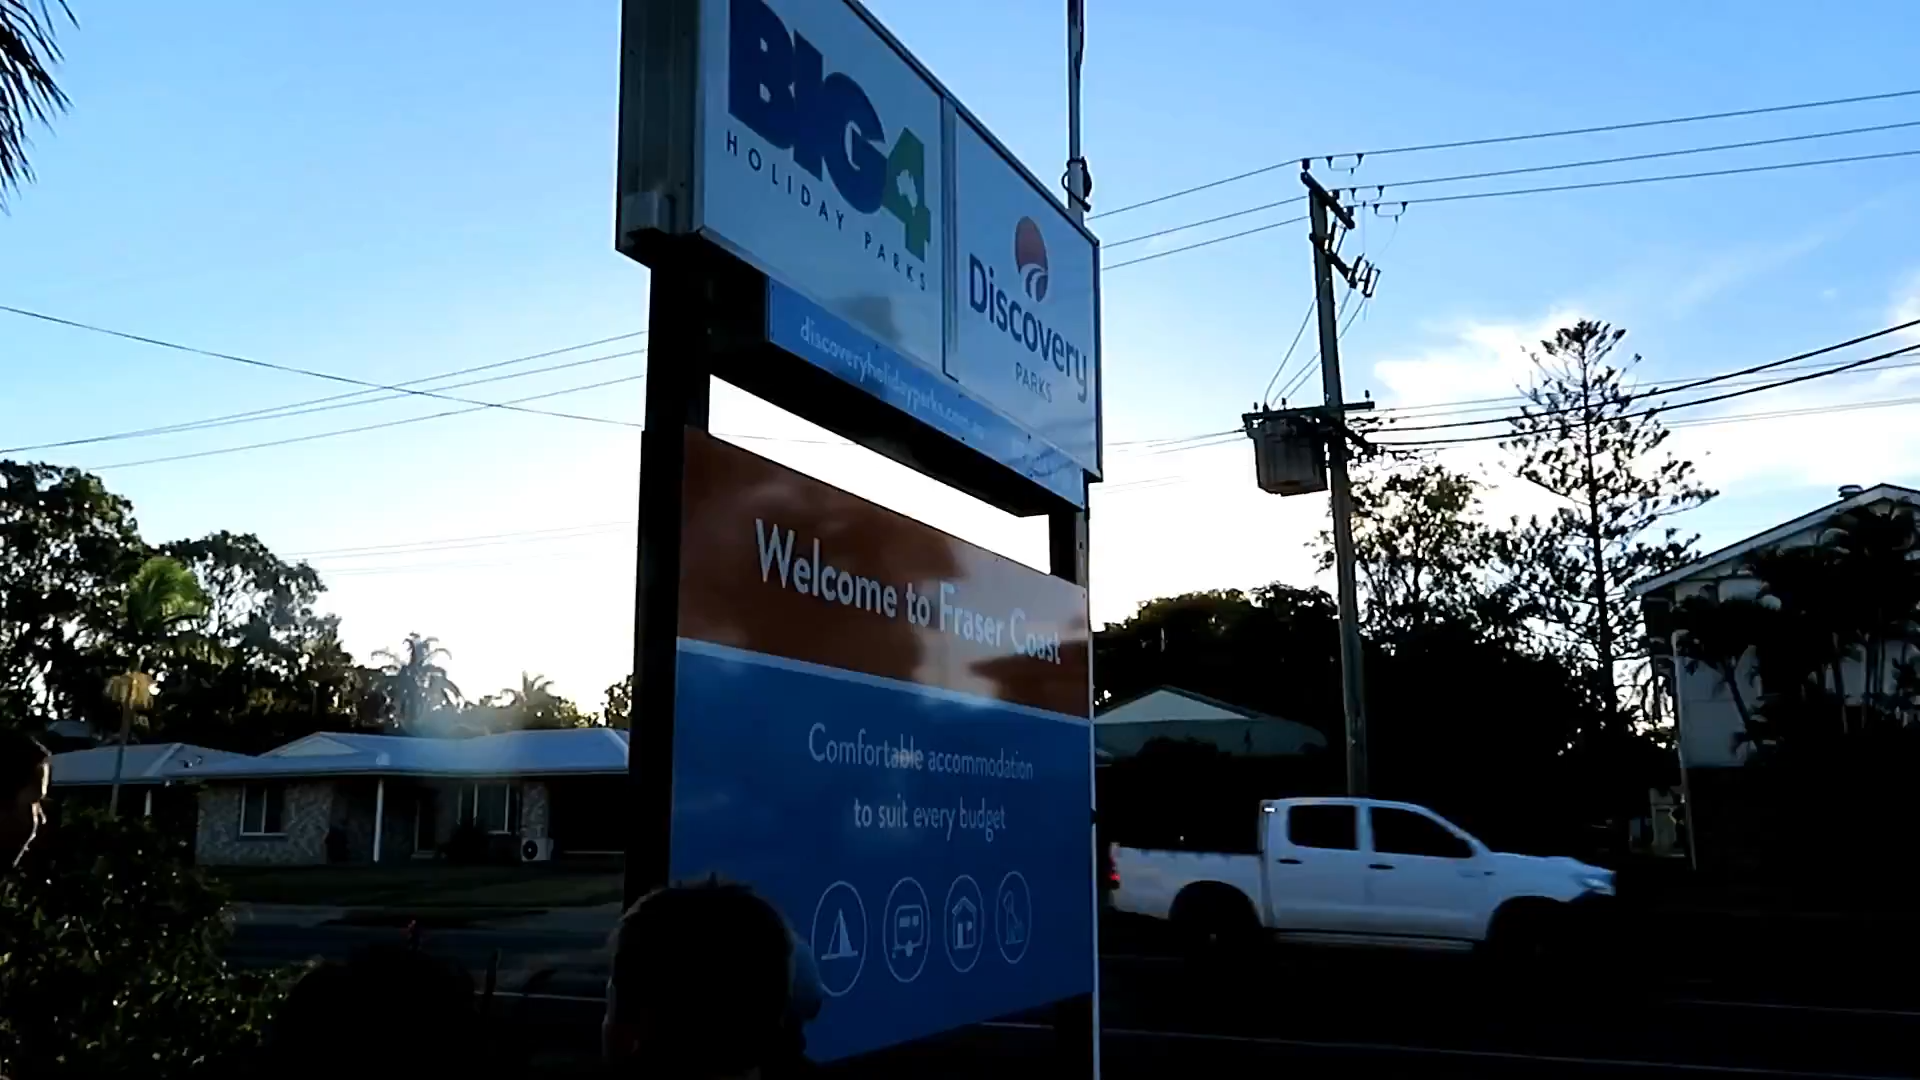 BIG4
HOLIDAY PARKS
Discovery
PARKS
discoveryholidayparks.com.au
Welcome to Fraser Coast
Comfortable accommodation
to suit every budget